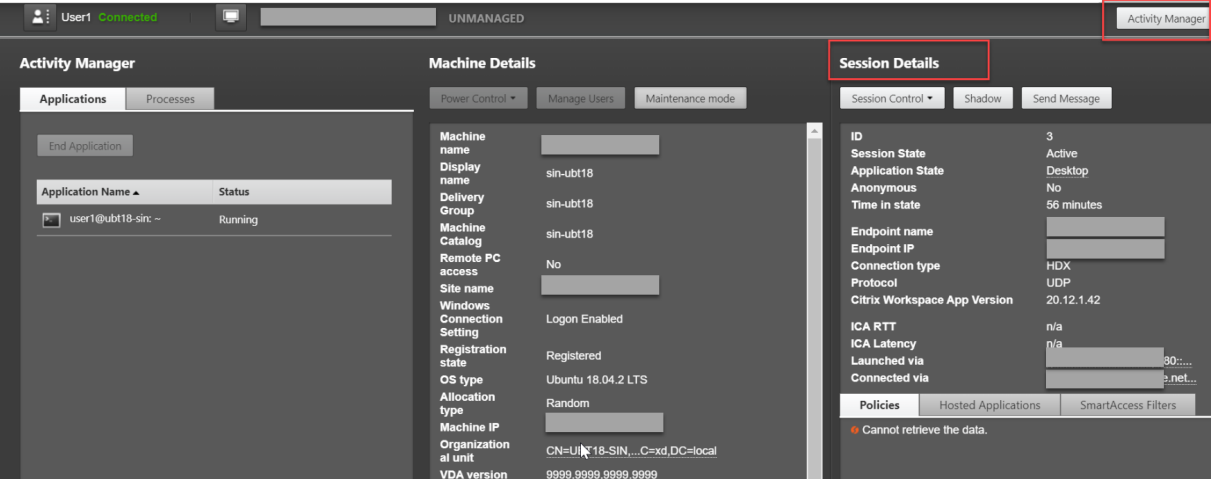 User1 Connected
UNMANAGED
Activity Manager
Activity Manager
Applications Processes
End Application
Application Name Status
user1@ubt18-sin: ~ Running
Machine Details
Power Control Manage Users Maintenance mode
Machine
name
Display
name sin-ubt18
Delivery
Group sin-ubt18
Machine
Catalog sin-ubt18
Remote PC
access No
Site name
Windows
Connection
Setting Logon Enabled
Registration
state Registered
OS type Ubuntu 18.04.2 LTS
Allocation
type Random
Machine IP
Organization
al unit CN=UBT18-SIN,...C=xd,DC=local
VDA version 9999.9999.9999.9999
Session Details
Session Control Shadow Send Message
ID 3
Session State Active
Application State Desktop
Anonymous No
Time in state 56 minutes
Endpoint name
Endpoint IP
Connection type HDX
Protocol UDP
Citrix Workspace App Version 20.12.1.42
ICA RTT n/a
ICA Latency n/a
Launched via 80::...
Connected via e.net...
Policies Hosted Applications SmartAccess Filters
Cannot retrieve the data.